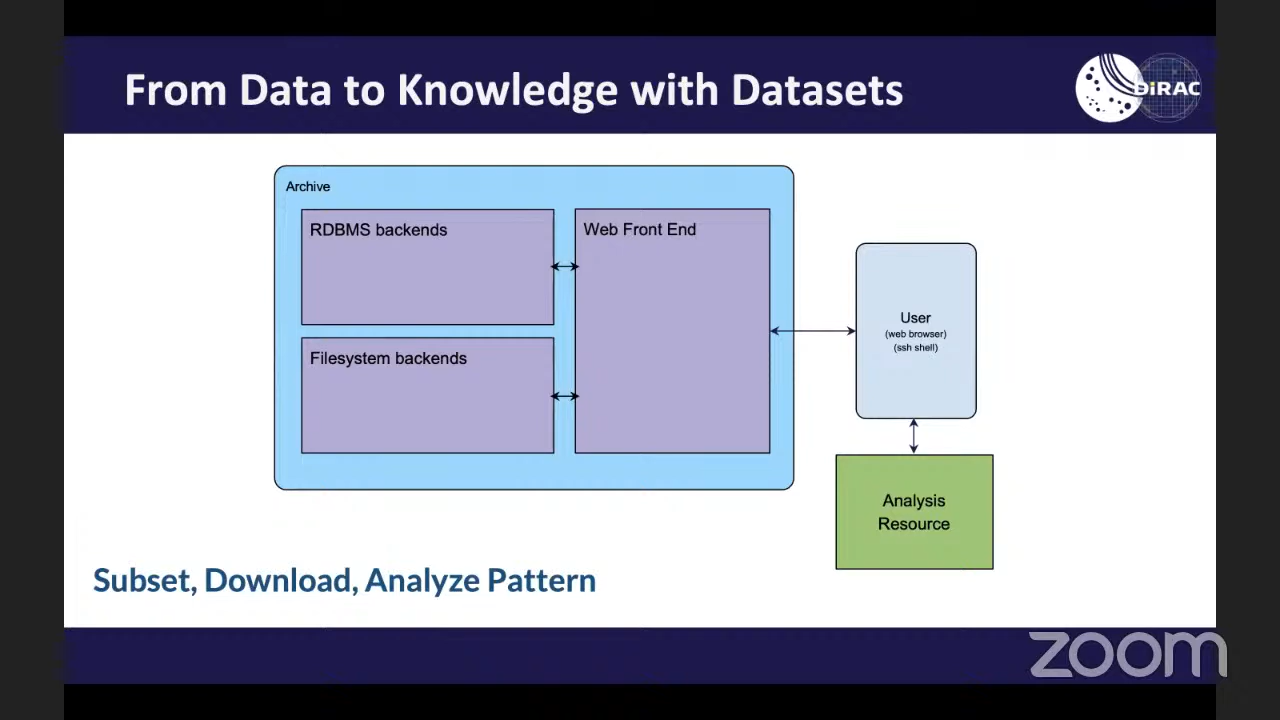 From Data to Knowledge with Datasets
DiRAC
Archive
RDBMS backends
Web Front End
Filesystem backends
User
(web browser)
(ssh shell)
Analysis
Resource
Subset, Download, Analyze Pattern
zoom